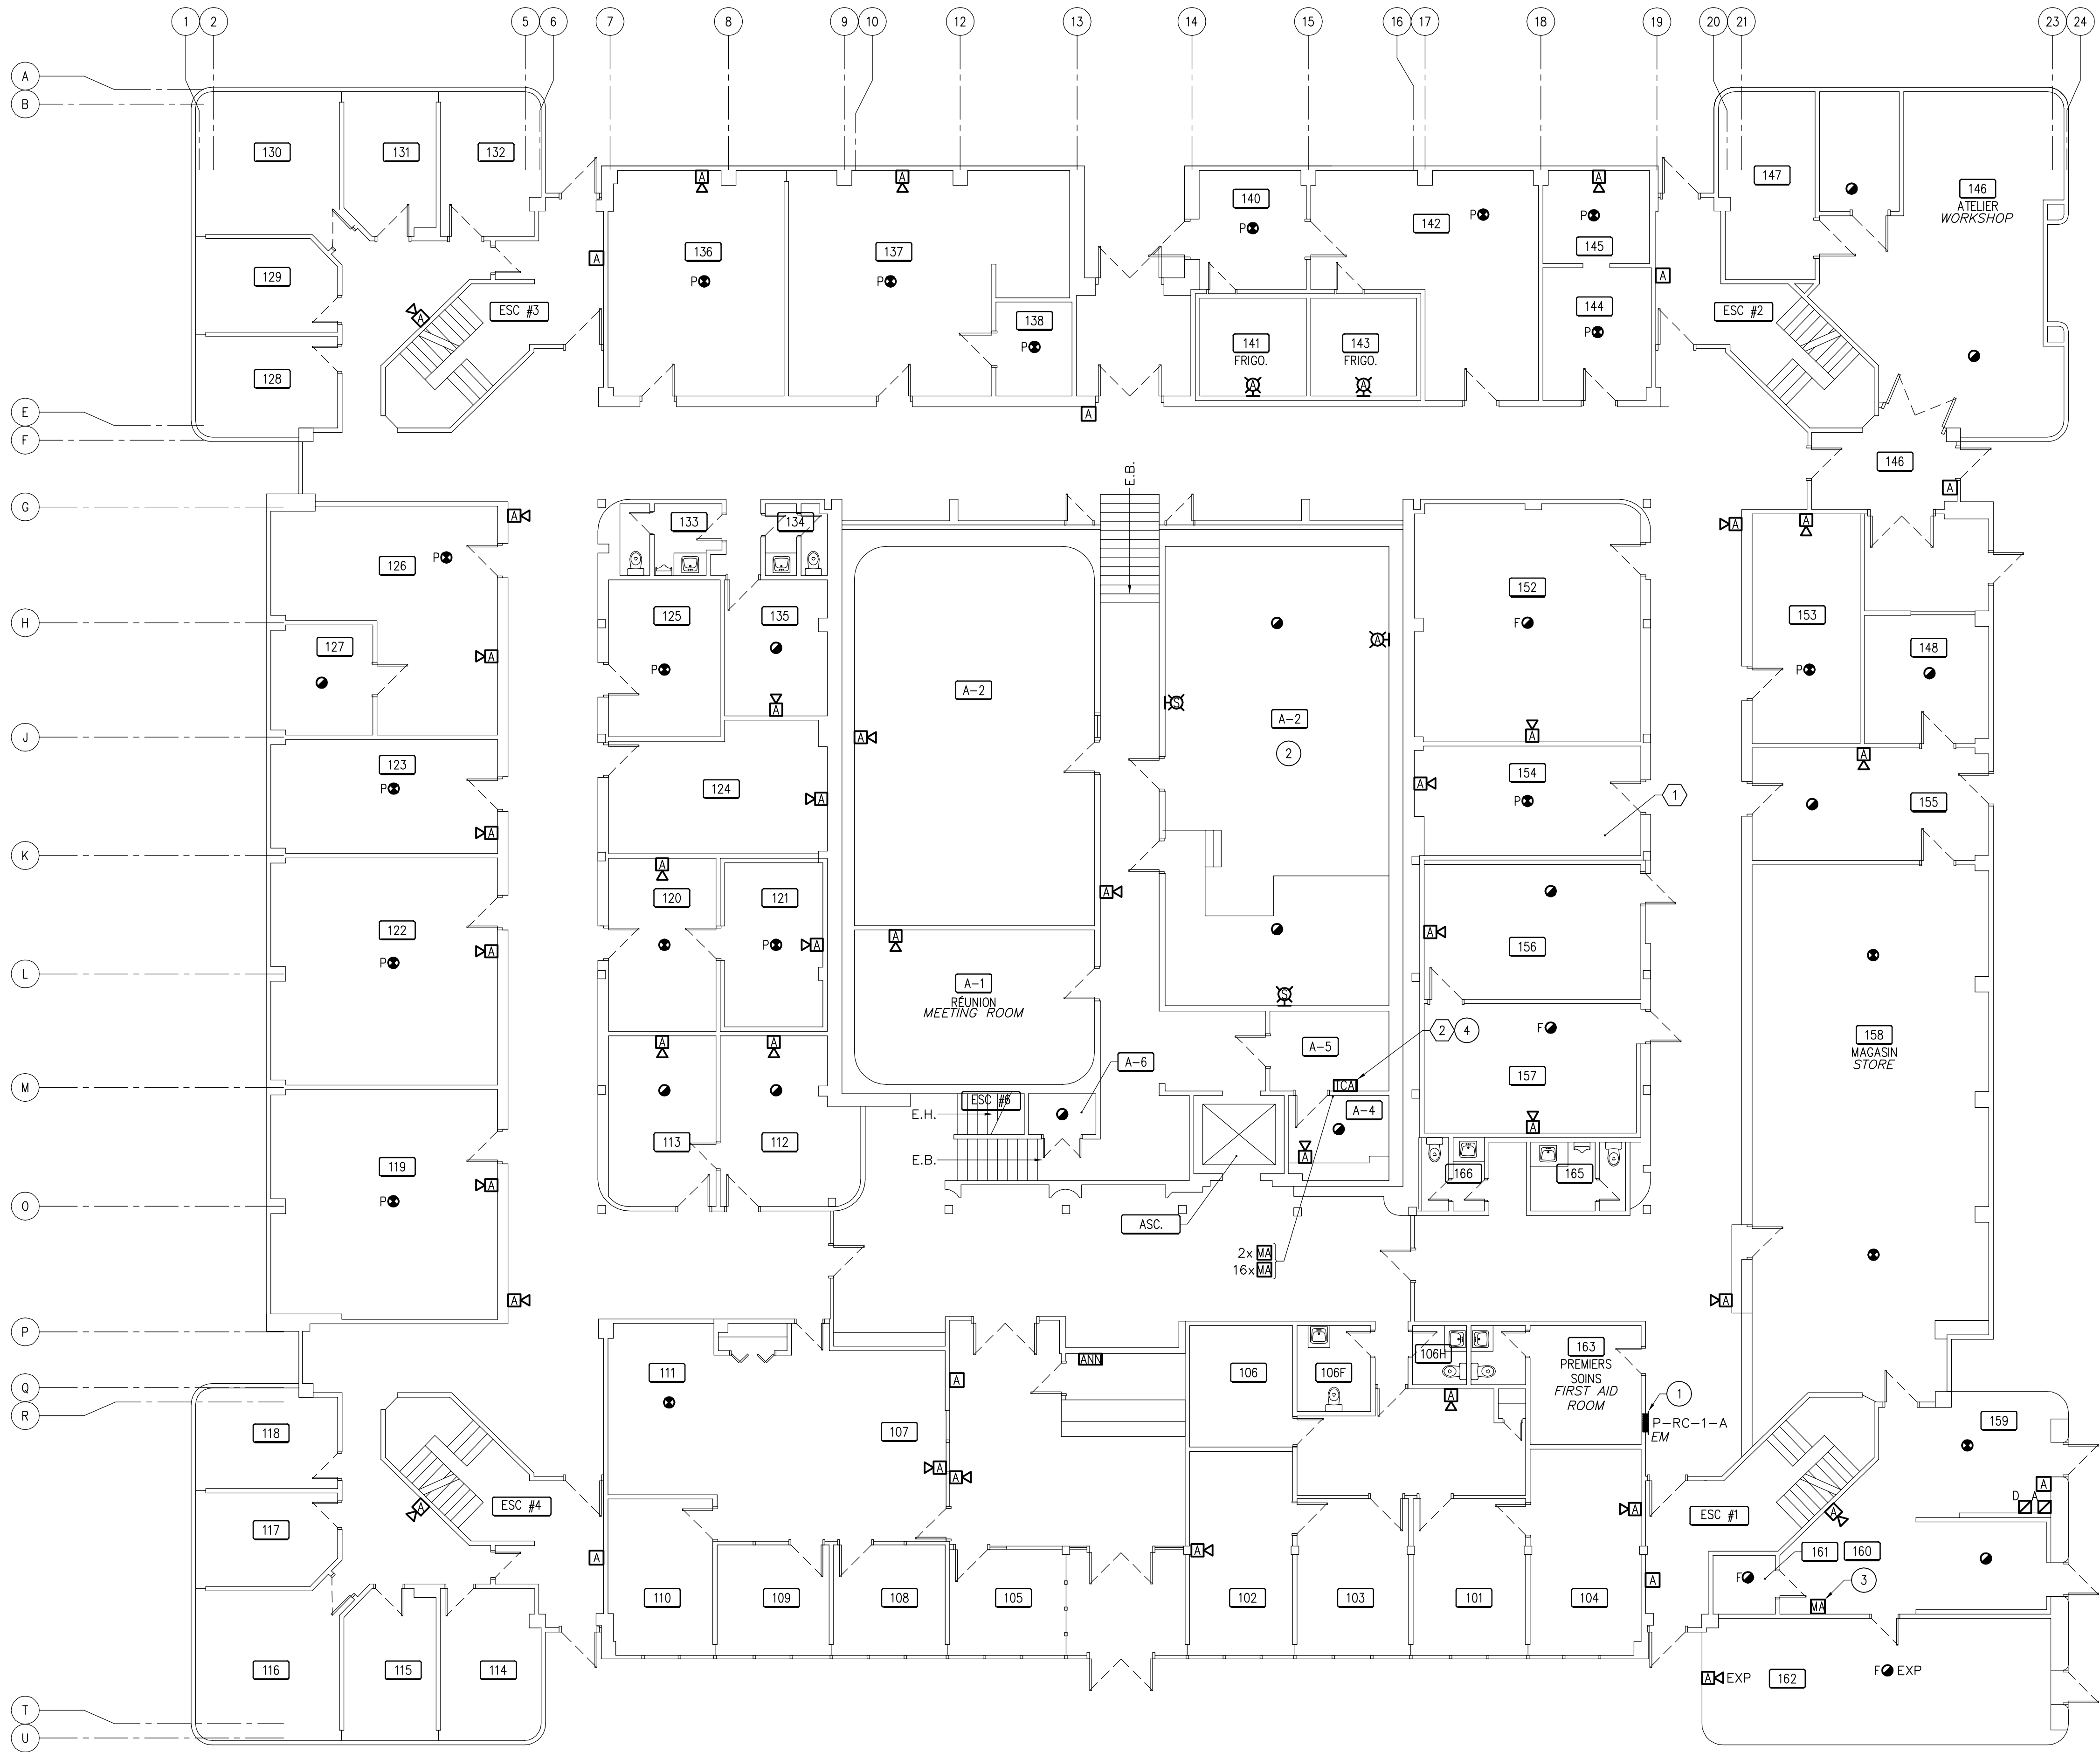 1 2 5 6 7 8 9 10 12 13 14 15 16 17 18 19 20 21 23 24
A
B
130 131 132
147
146
ATELIER
WORKSHOP
A A A
140
P
142
P
P
145
136
P
137
P
A
A
129
ESC #3
A
138
P
141
FRIGO.
A
143
FRIGO.
A
144
P
ESC #2
128
E
F
A
146
A
E.B.
G
A
133 134
A
A
126
P
H
127
A
125
P
135
A
152
F
A
153
P
148
A
S
A-2
A-2
2
J
A
A
A
123
P
A
124
A
154
P
A
1
155
K
A
120
121
P
A
A
122
P
A
A
156
A
L
A-1
RÉUNION
MEETING ROOM
S
F
158
MAGASIN
STORE
2 4
A-5
A A
A-6
TCA
M
157
A
ESC #6
E.H.
E.B.
A-4
A
113 112
119
P
A
166 165
O
ASC.
2x MA
16x MA
A
A
P
111
ANN
A
106
106F
106H
163
PREMIERS
SOINS
FIRST AID
ROOM
A
1
P-RC-1-A
EM
Q
R
118
107
A
A
159
A
D A
117
A
ESC #4
A
ESC #1
A
A
A
161 160
F
3
MA
A
110 109 108 105 102 103 101 104
116 115 114
A EXP
162
F EXP
T
U